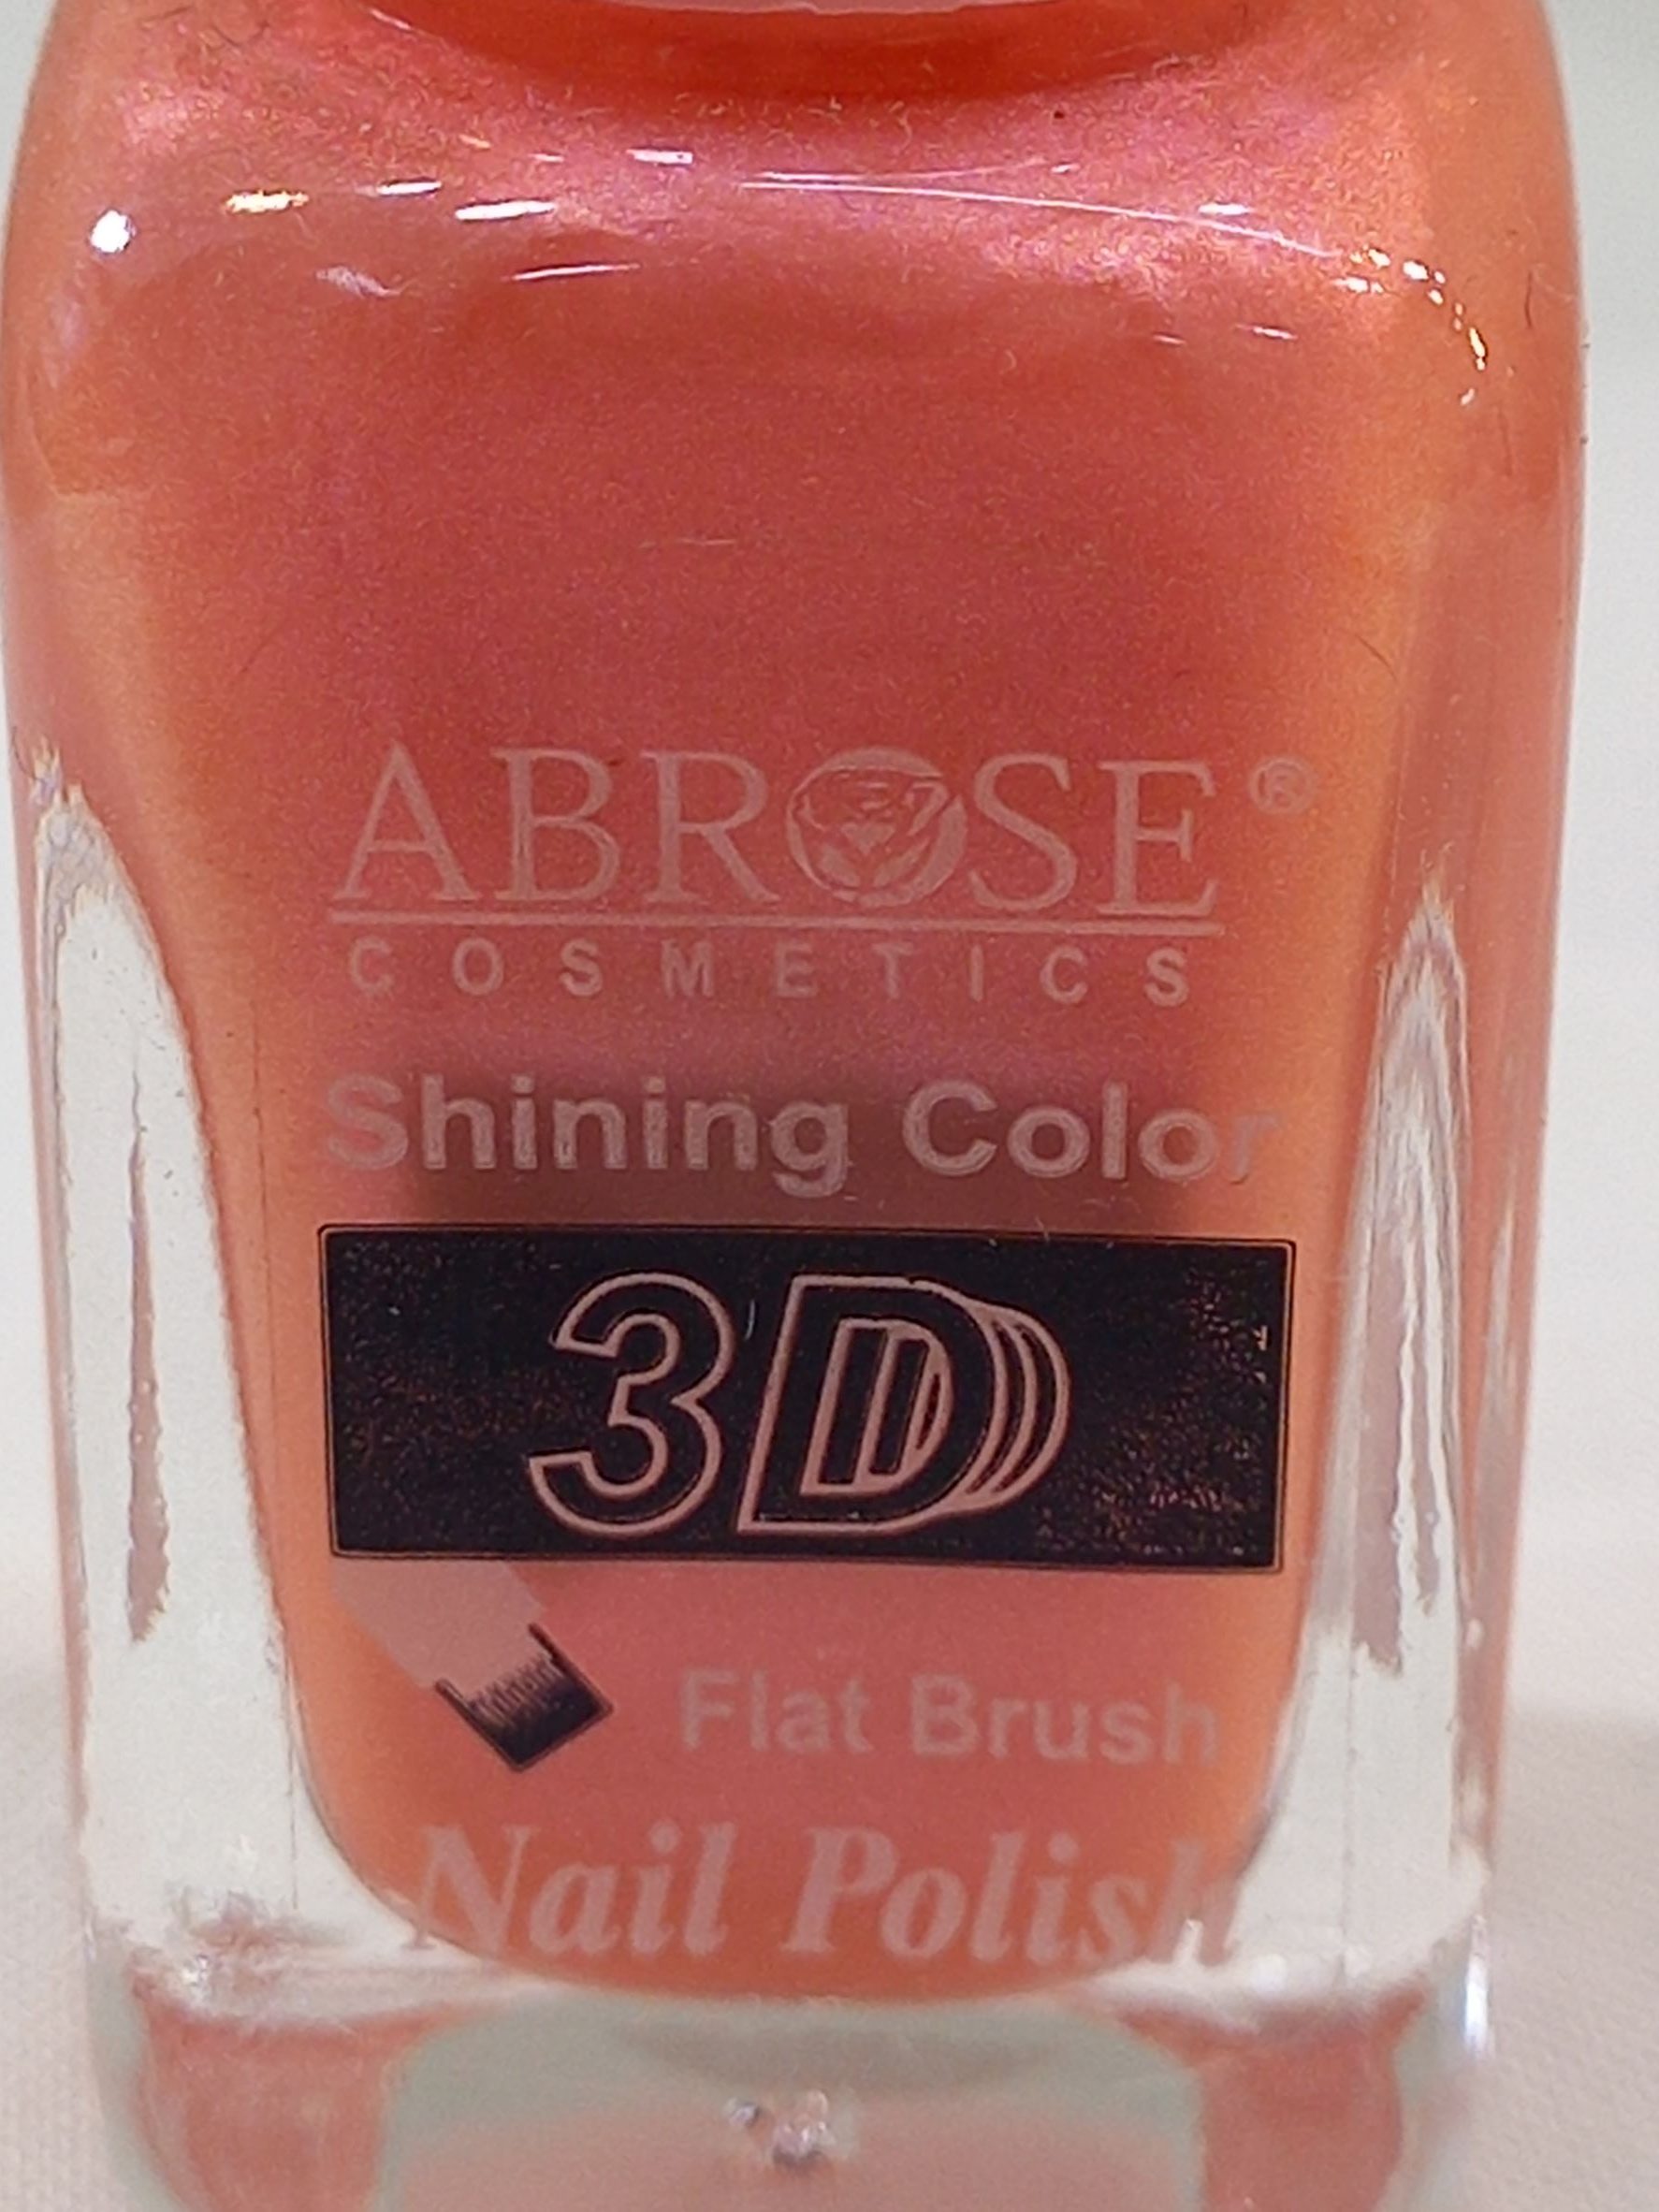 ABROSE®
COSMETICS
Shining Color
3D
Flat Brush
Nail Polish